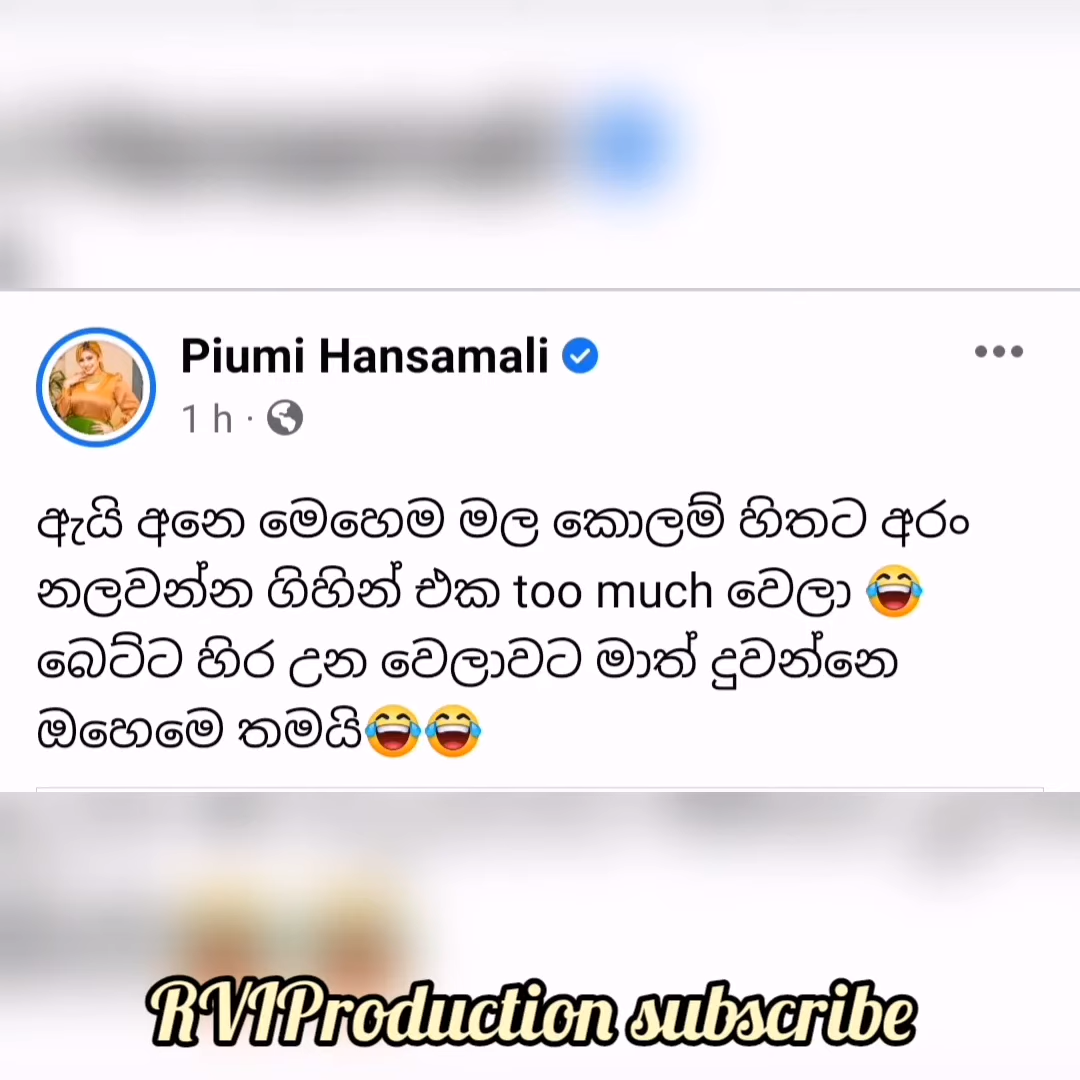 Piumi Hansamali
1 h ·
ඇයි අනෙ මෙහෙම මල කොලම් හිතට අරං
නලවන්න ගිහින් එක too much වෙලා 😂
බෙට්ට හිර උන වෙලාවට මාත් දුවන්නෙ
ඔහෙමෙ තමයි😂😂
RVIProduction subscribe